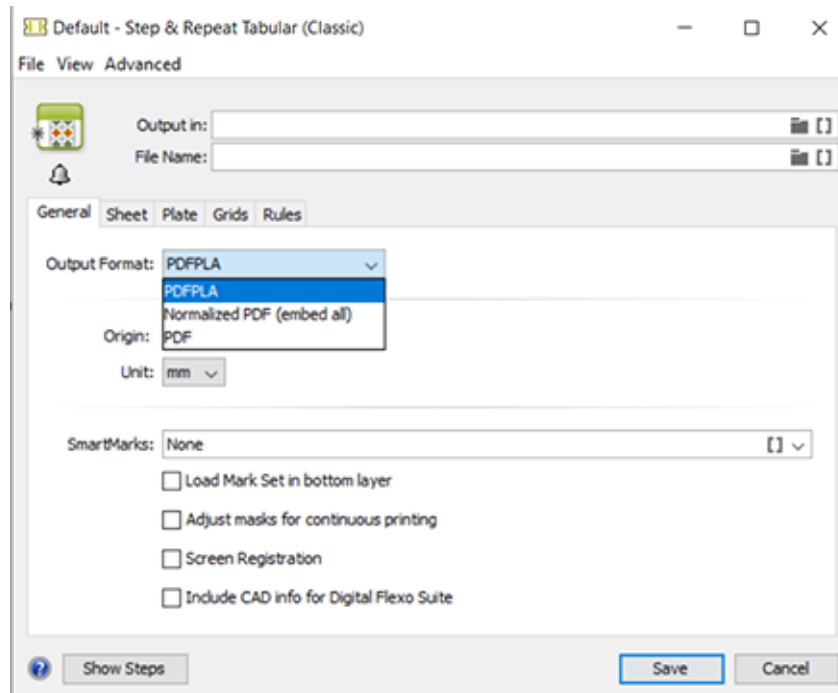 Default - Step & Repeat Tabular (Classic)
File View Advanced
Output in:
File Name:
General Sheet Plate Grids Rules
Output Format: PDFPLA
PDFPLA
Normalized PDF (embed all)
Origin: PDF
Unit: mm
SmartMarks: None
Load Mark Set in bottom layer
Adjust masks for continuous printing
Screen Registration
Include CAD info for Digital Flexo Suite
Show Steps Save Cancel